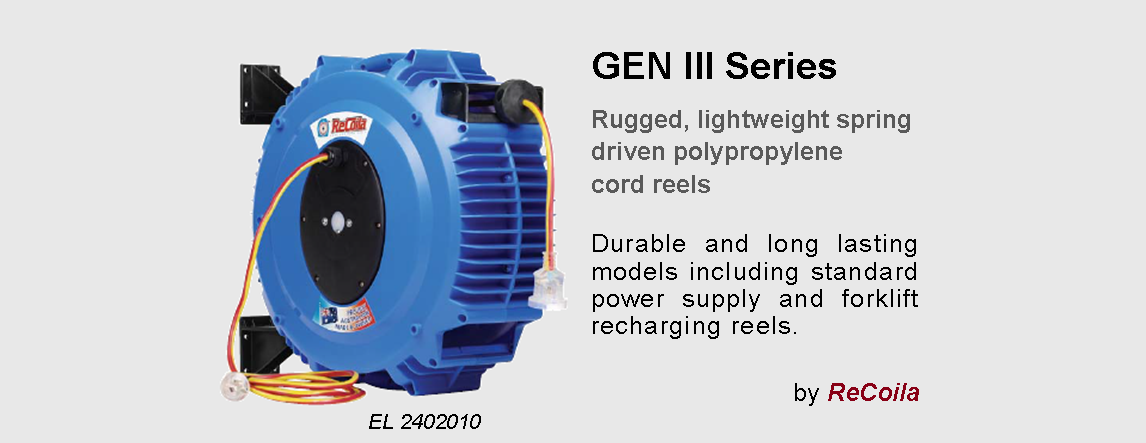 GEN III Series
Rugged, lightweight spring
driven polypropylene
cord reels
Durable and long lasting
models including standard
power supply and forklift
recharging reels.
by ReCoila
ReCoila
EL 2402010